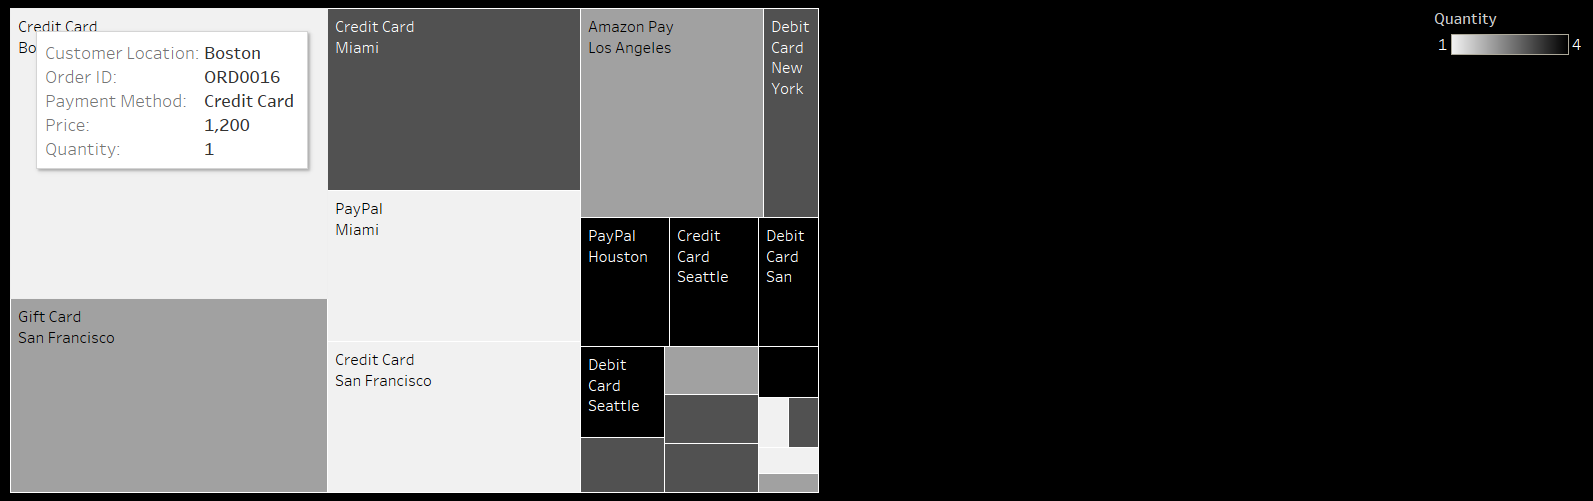 Credit Card
Bo
Customer Location: Boston
Order ID: ORD0016
Payment Method: Credit Card
Price: 1,200
Quantity: 1
Gift Card
San Francisco
Credit Card
Miami
PayPal
Miami
Credit Card
San Francisco
Amazon Pay
Los Angeles
Debit
Card
New
York
PayPal
Houston
Credit
Card
Seattle
Debit
Card
San
Debit
Card
Seattle
Quantity
1 4